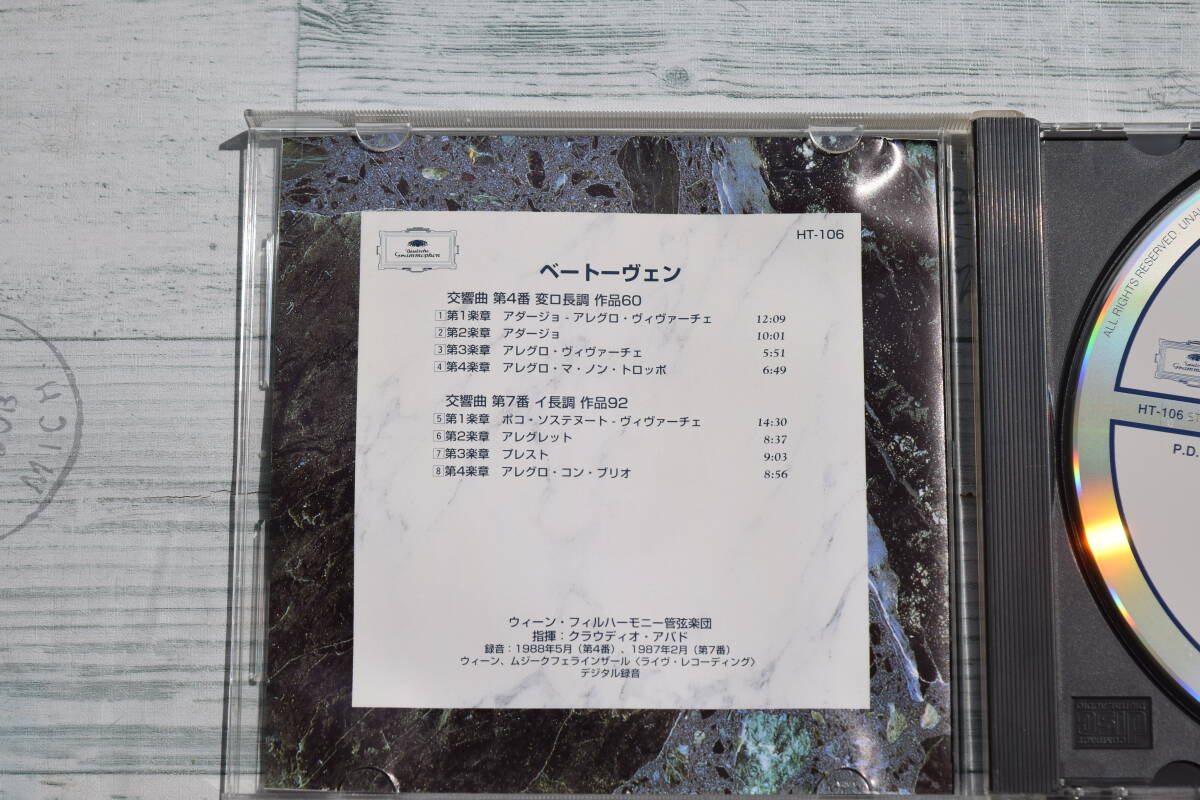 Deutsche
Grammophon
HT-106
ベートーヴェン
交響曲 第4番 変ロ長調 作品60
1 第1楽章 アダージョ - アレグロ・ヴィヴァーチェ 12:09
2 第2楽章 アダージョ 10:01
3 第3楽章 アレグロ・ヴィヴァーチェ 5:51
4 第4楽章 アレグロ・マ・ノン・トロッポ 6:49
交響曲 第7番 イ長調 作品92
5 第1楽章 ポコ・ソステヌート - ヴィヴァーチェ 14:30
6 第2楽章 アレグレット 8:37
7 第3楽章 プレスト 9:03
8 第4楽章 アレグロ・コン・ブリオ 8:56
ウィーン・フィルハーモニー管弦楽団
指揮：クラウディオ・アバド
録音：1988年5月（第4番）、1987年2月（第7番）
ウィーン、ムジークフェラインザール〈ライヴ・レコーディング〉
デジタル録音
ALL RIGHTS RESERVED. UNAU
Deutsche
Grammophon
HT-106 ST
P.D.
COMPACT
disc
DIGITAL AUDIO
MICH.